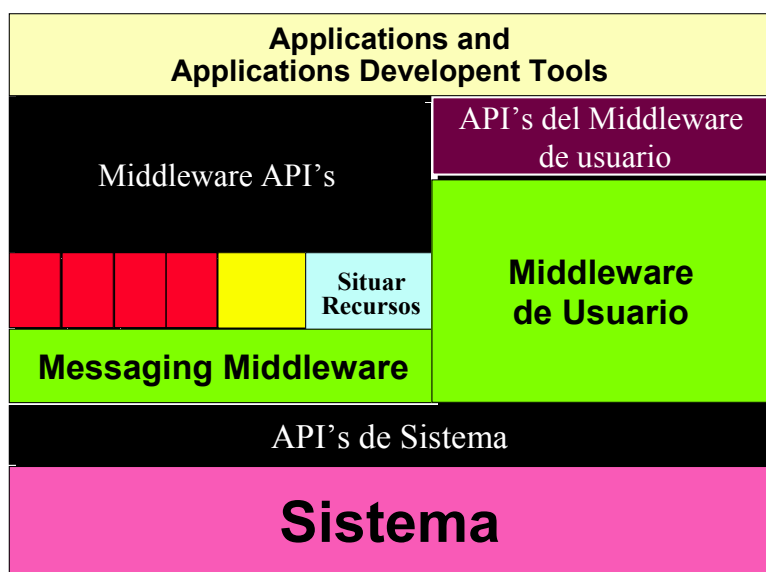 Applications and
Applications Developent Tools
API’s del Middleware
de usuario
Middleware API’s
Situar
Recursos
Middleware
de Usuario
Messaging Middleware
API’s de Sistema
Sistema